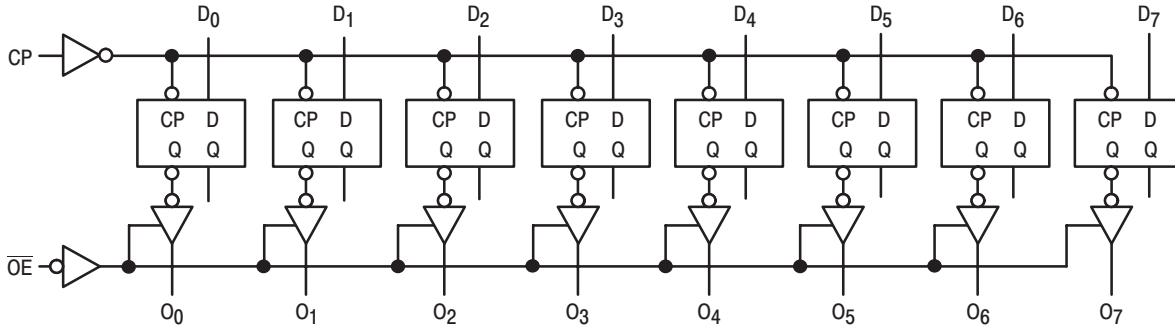 D0 D1 D2 D3 D4 D5 D6 D7
CP
CP D CP D CP D CP D CP D CP D CP D CP D
Q Q Q Q Q Q Q Q Q Q Q Q Q Q Q Q
OE
O0 O1 O2 O3 O4 O5 O6 O7